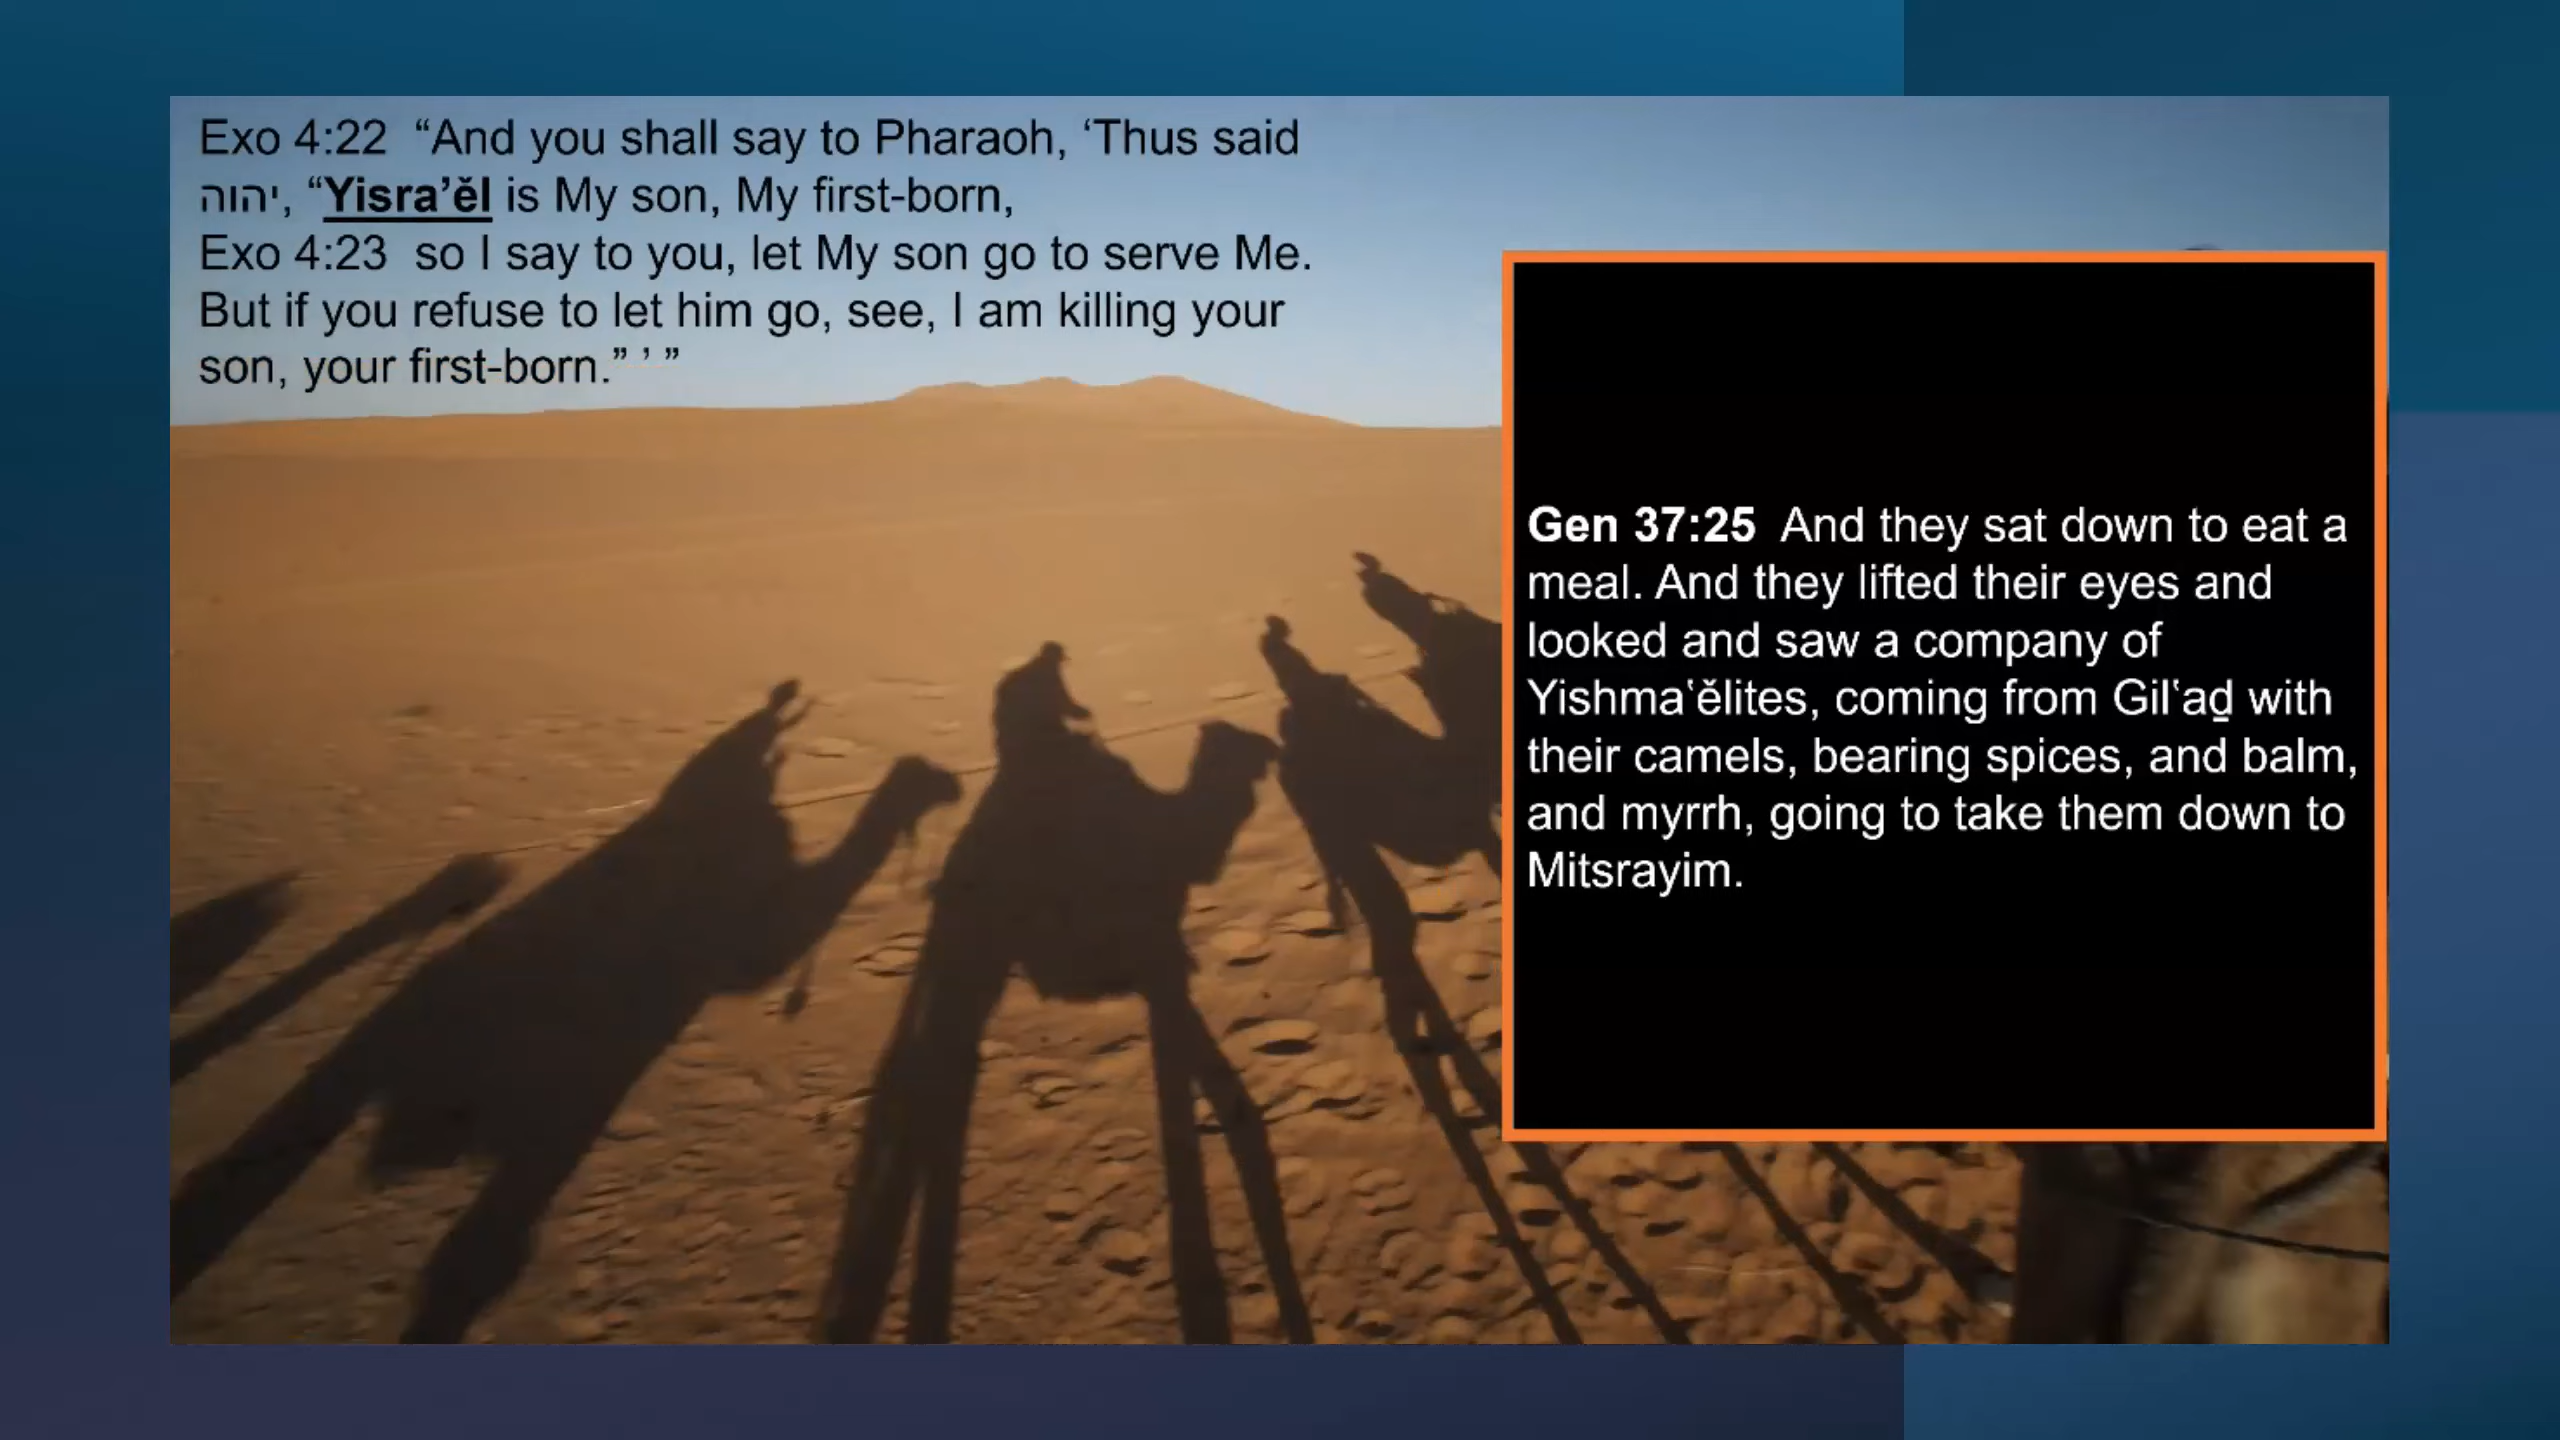 Exo 4:22  “And you shall say to Pharaoh, ‘Thus said
יהוה, “Yisra’ĕl is My son, My first-born,
Exo 4:23  so I say to you, let My son go to serve Me.
But if you refuse to let him go, see, I am killing your
son, your first-born.” ’ ”
Gen 37:25  And they sat down to eat a
meal. And they lifted their eyes and
looked and saw a company of
Yishma‛ĕlites, coming from Gil‛aḏ with
their camels, bearing spices, and balm,
and myrrh, going to take them down to
Mitsrayim.